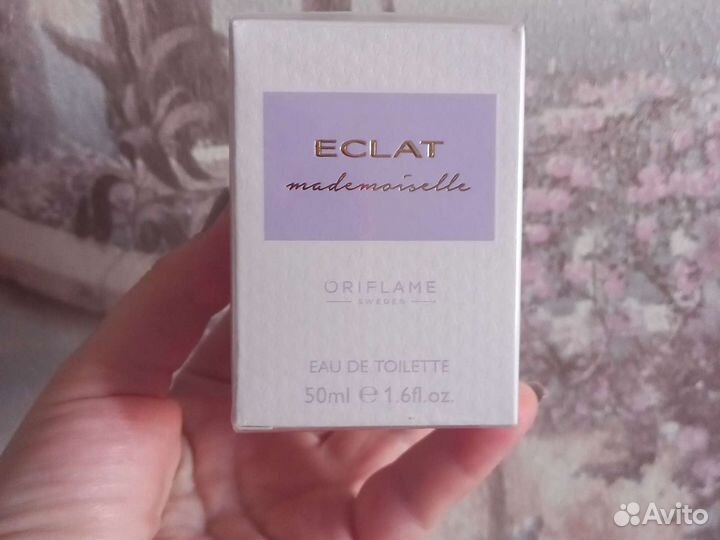 ECLAT
mademoiselle
ORIFLAME
SWEDEN
EAU DE TOILETTE
50ml ℮ 1.6fl.oz.
Avito